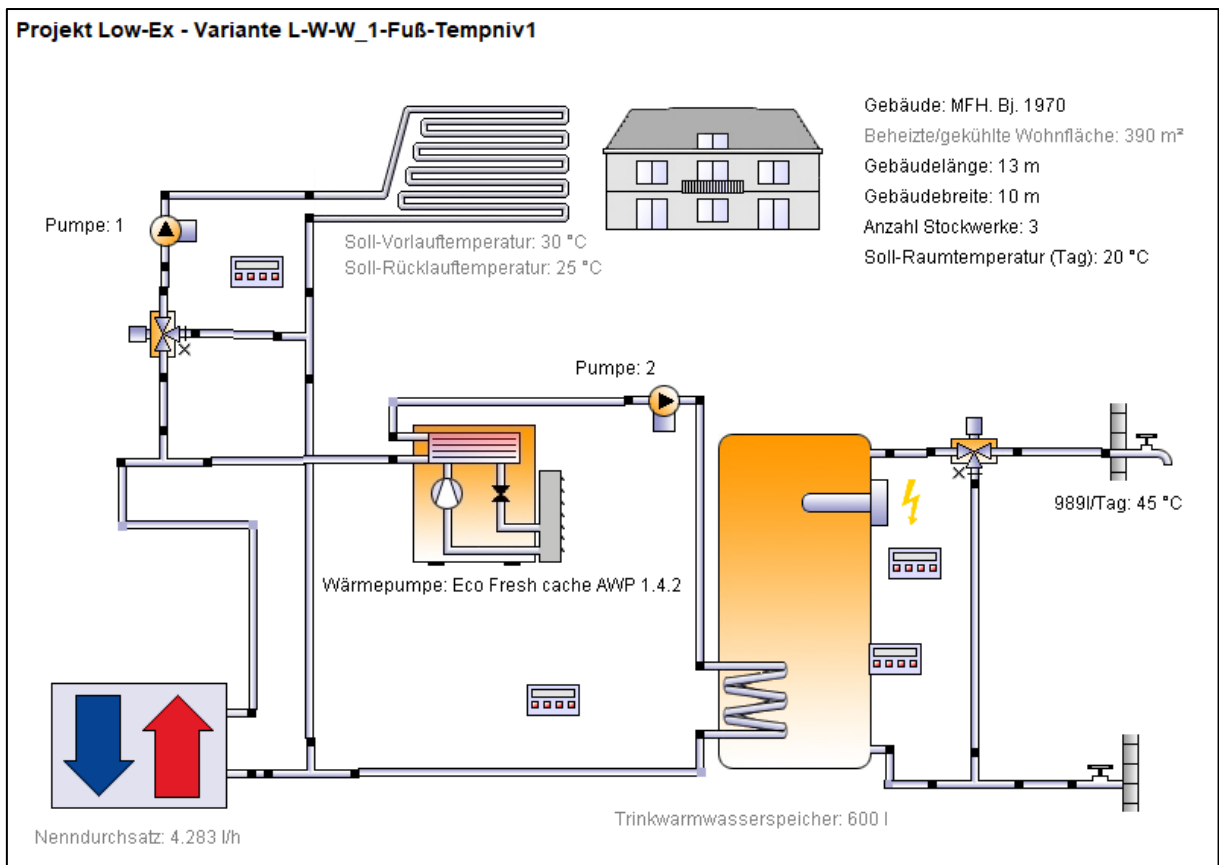 Projekt Low-Ex - Variante L-W-W_1-Fuß-Tempniv1
Gebäude: MFH. Bj. 1970
Beheizte/gekühlte Wohnfläche: 390 m²
Gebäudelänge: 13 m
Gebäudebreite: 10 m
Anzahl Stockwerke: 3
Soll-Raumtemperatur (Tag): 20 °C
Pumpe: 1
Soll-Vorlauftemperatur: 30 °C
Soll-Rücklauftemperatur: 25 °C
Pumpe: 2
989l/Tag: 45 °C
Wärmepumpe: Eco Fresh cache AWP 1.4.2
Trinkwarmwasserspeicher: 600 l
Nenndurchsatz: 4.283 l/h